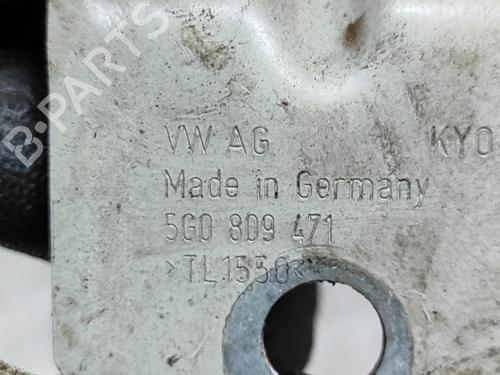 B-PARTS
VW AG KYO
Made in Germany
5G0 809 471
>TL1550<